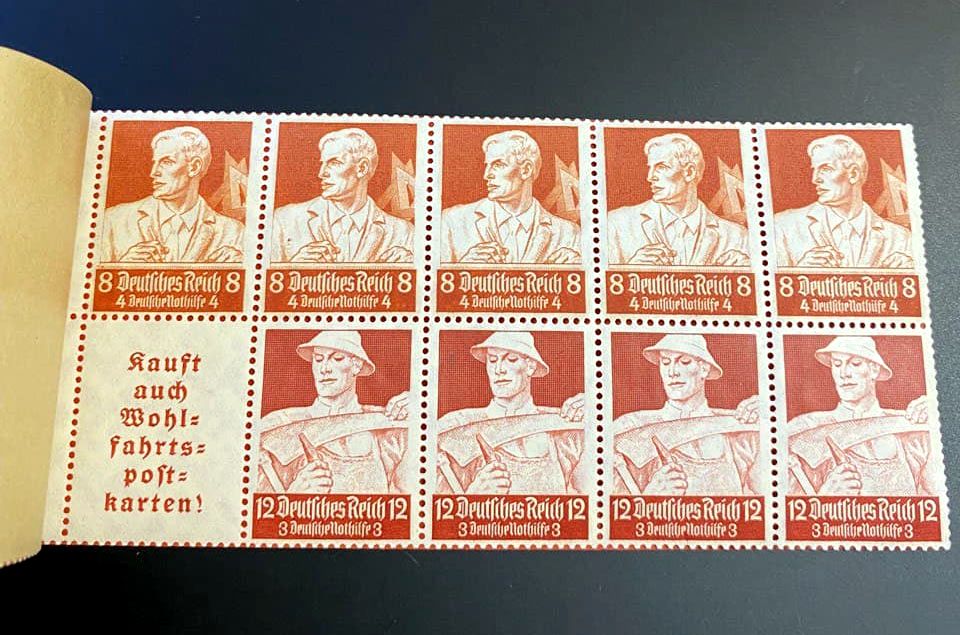 8 Deutsches Reich 8
4 Deutsche Nothilfe 4
8 Deutsches Reich 8
4 Deutsche Nothilfe 4
8 Deutsches Reich 8
4 Deutsche Nothilfe 4
8 Deutsches Reich 8
4 Deutsche Nothilfe 4
8 Deutsches Reich 8
4 Deutsche Nothilfe 4
Kauft
auch
Wohl=
fahrts=
post=
karten!
12 Deutsches Reich 12
3 Deutsche Nothilfe 3
12 Deutsches Reich 12
3 Deutsche Nothilfe 3
12 Deutsches Reich 12
3 Deutsche Nothilfe 3
12 Deutsches Reich 12
3 Deutsche Nothilfe 3